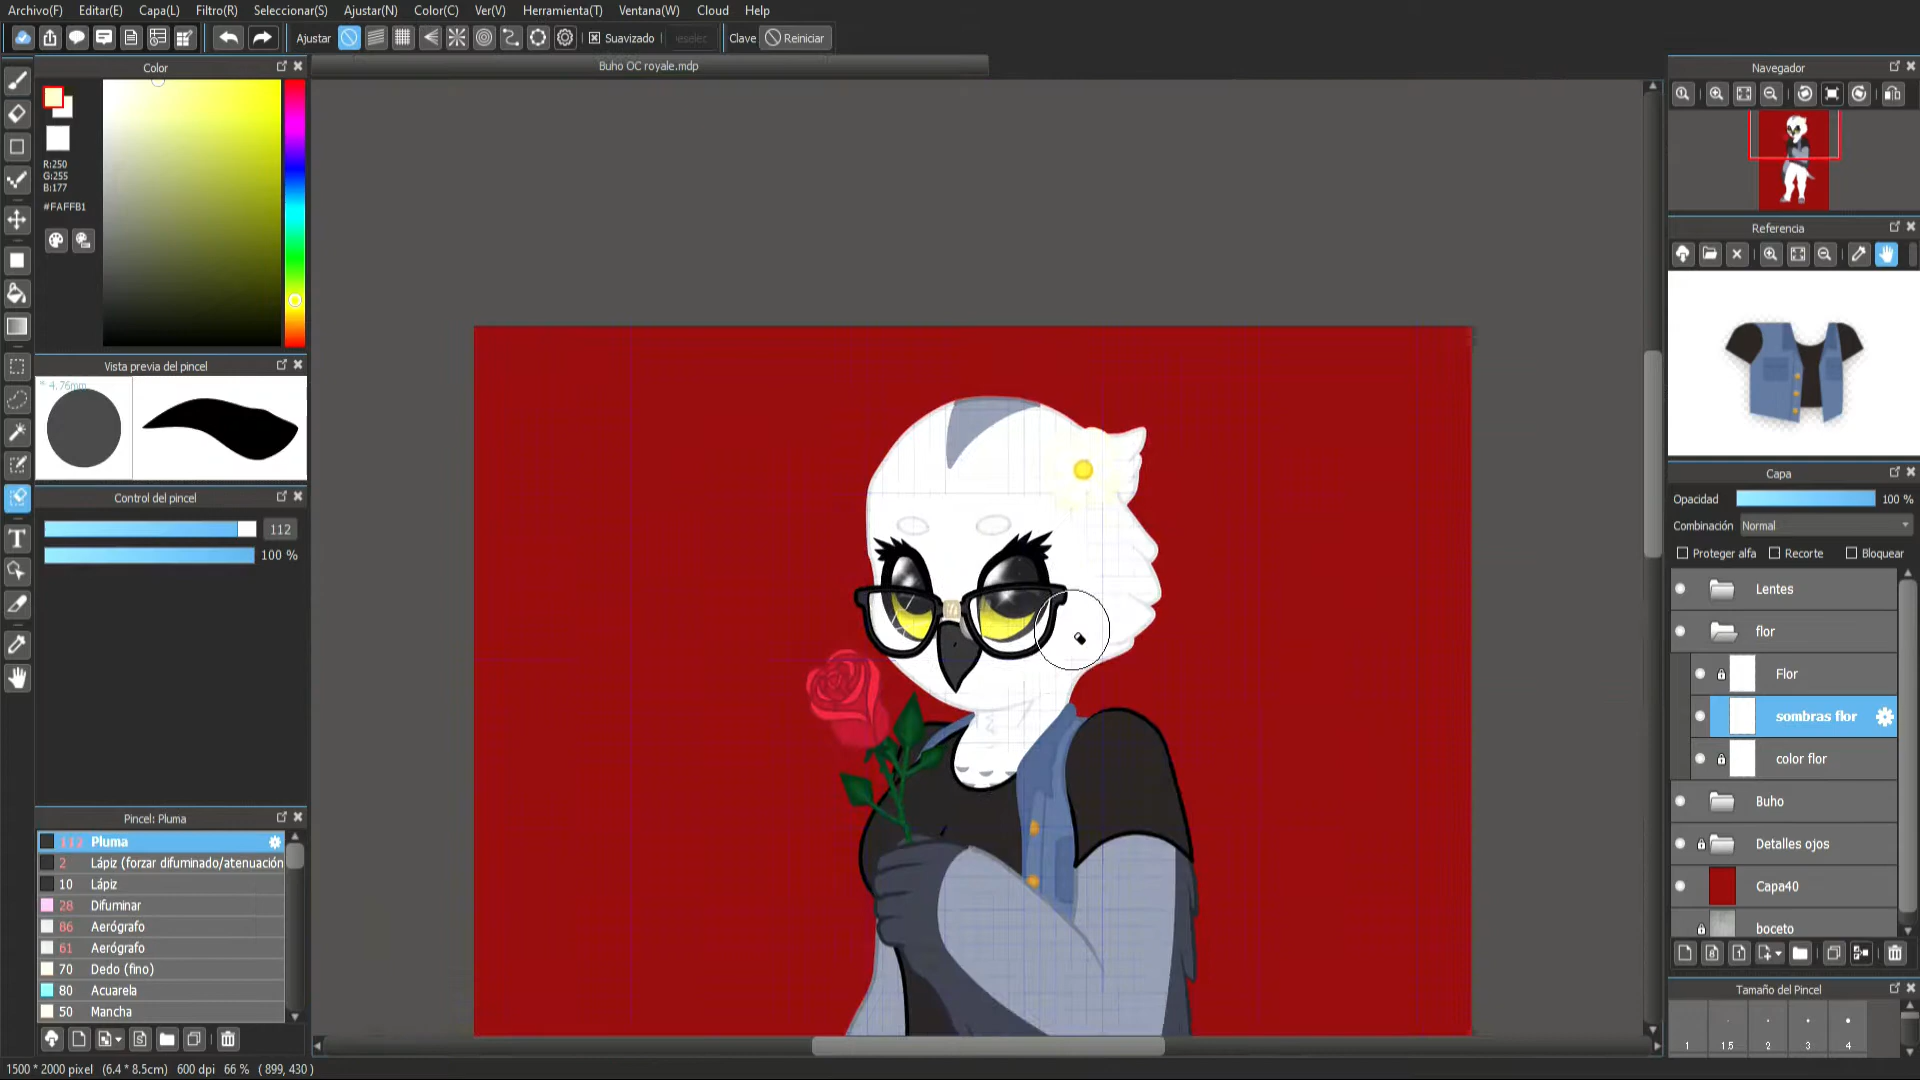 Archivo(F) Editar(E) Capa(L) Filtro(R) Seleccionar(S) Ajustar(N) Color(C) Ver(V) Herramienta(T) Ventana(W) Cloud Help
Ajustar Suavizado Clave Reiniciar
Buho OC royale.mdp
Color
R:250
G:255
B:177
#FAFFB1
Vista previa del pincel
* 4.76mm
Control del pincel
112
100 %
Pincel: Pluma
112 Pluma
2 Lápiz (forzar difuminado/atenuación
10 Lápiz
28 Difuminar
86 Aerógrafo
61 Aerógrafo
70 Dedo (fino)
80 Acuarela
50 Mancha
Navegador
Referencia
Capa
Opacidad 100 %
Combinación Normal
Proteger alfa Recorte Bloquear
Lentes
flor
Flor
sombras flor
color flor
Buho
Detalles ojos
Capa40
boceto
Tamaño del Pincel
1 1.5 2 3 4
1500 * 2000 pixel (6.4 * 8.5cm) 600 dpi 66 % ( 899, 430 )